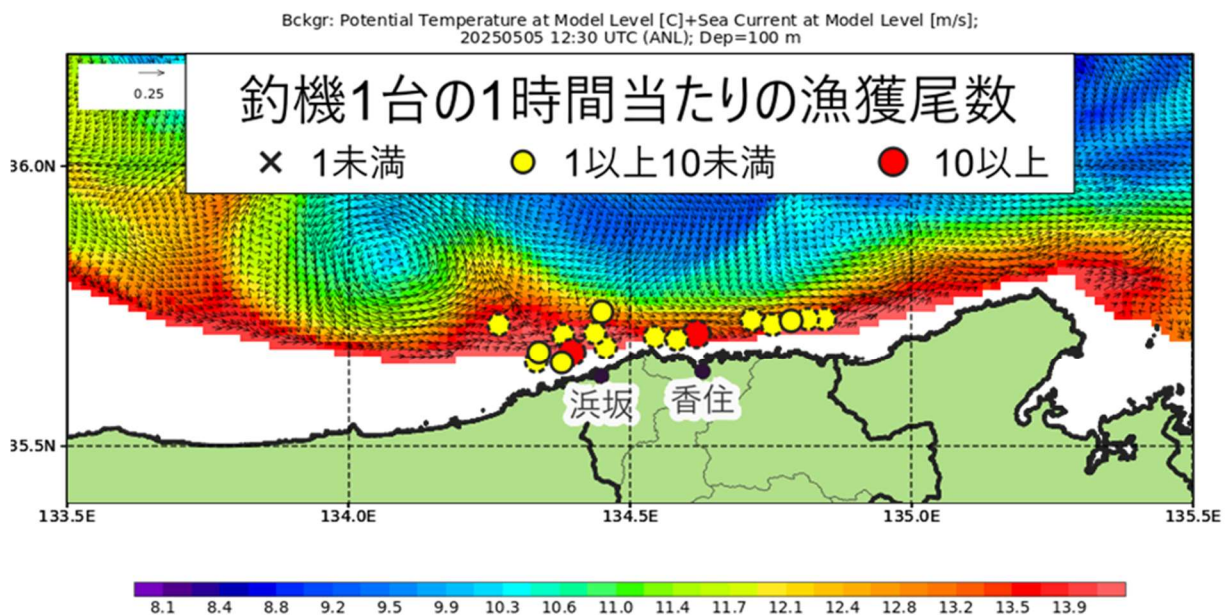 Bckgr: Potential Temperature at Model Level [C]+Sea Current at Model Level [m/s];
20250505 12:30 UTC (ANL); Dep=100 m
0.25
釣機1台の1時間当たりの漁獲尾数
× 1未満 1以上10未満 10以上
36.0N
浜坂 香住
35.5N
133.5E 134.0E 134.5E 135.0E 135.5E
8.1 8.4 8.8 9.2 9.5 9.9 10.3 10.6 11.0 11.4 11.7 12.1 12.4 12.8 13.2 13.5 13.9